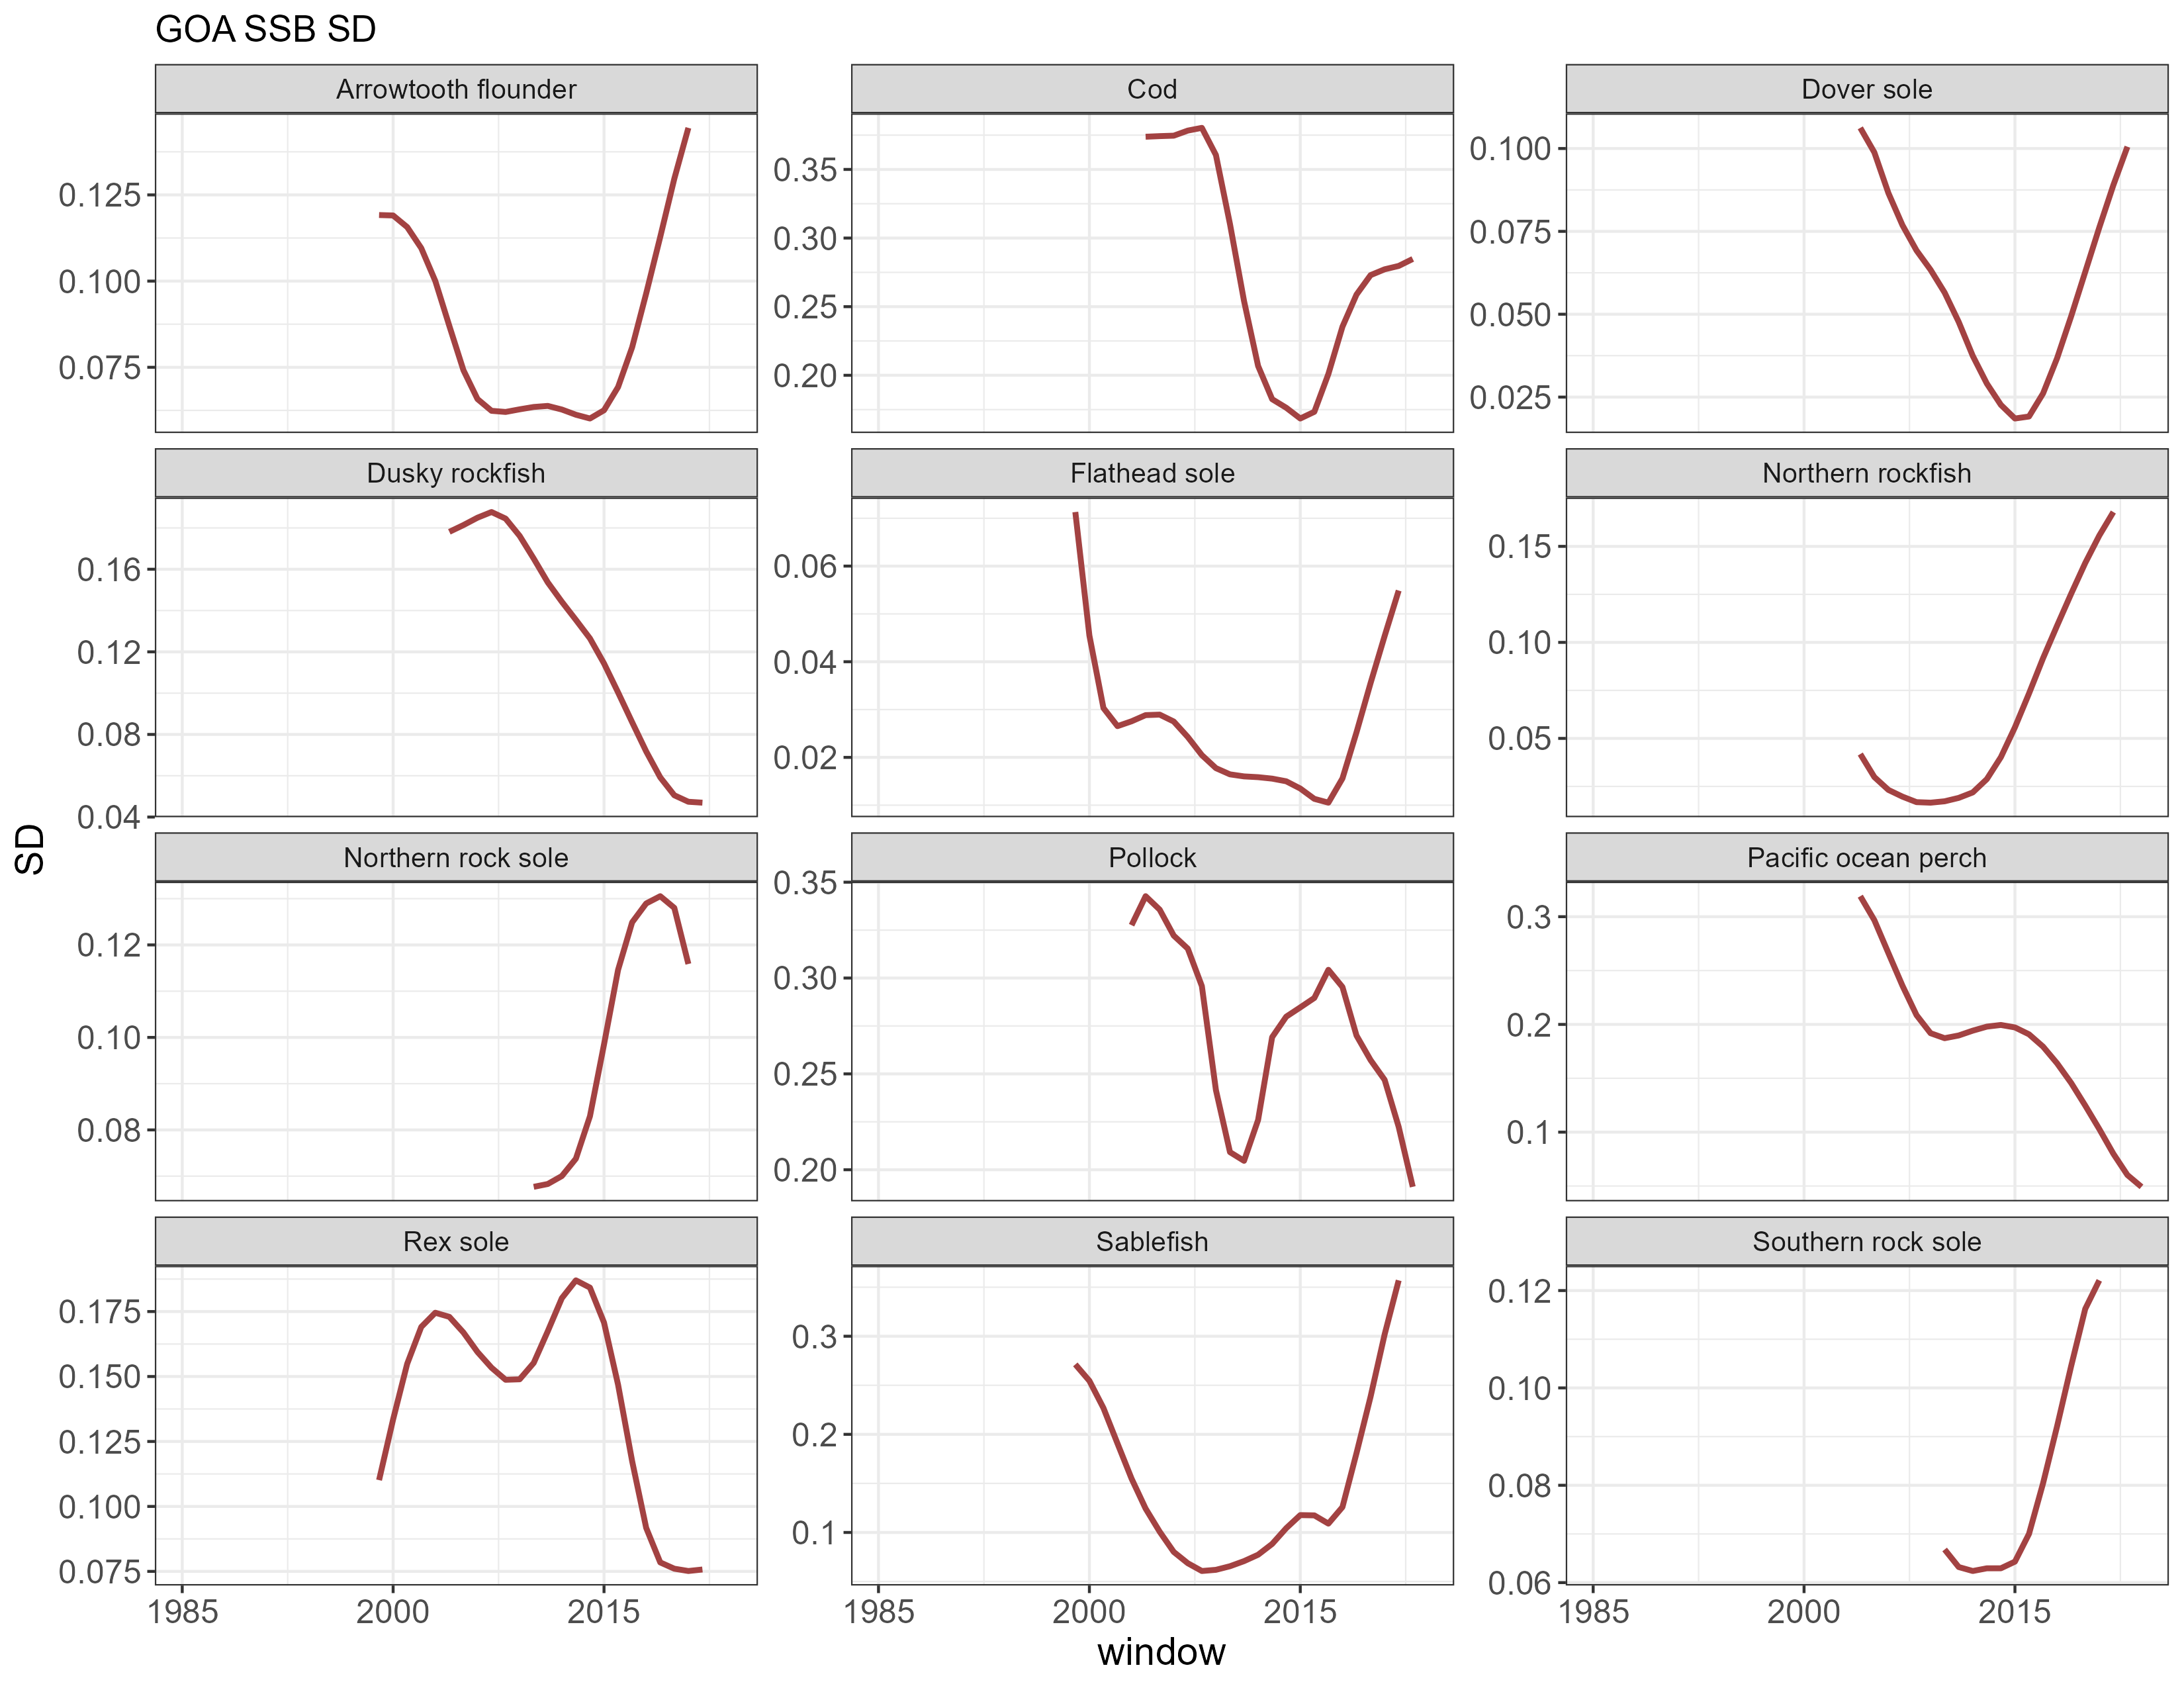 GOA SSB SD
Arrowtooth flounder
Cod
Dover sole
0.125
0.100
0.075
0.35
0.30
0.25
0.20
0.100
0.075
0.050
0.025
Dusky rockfish
Flathead sole
Northern rockfish
0.16
0.12
0.08
0.04
0.06
0.04
0.02
0.15
0.10
0.05
SD
Northern rock sole
Pollock
Pacific ocean perch
0.12
0.10
0.08
0.35
0.30
0.25
0.20
0.3
0.2
0.1
Rex sole
Sablefish
Southern rock sole
0.175
0.150
0.125
0.100
0.075
0.3
0.2
0.1
0.12
0.10
0.08
0.06
1985 2000 2015
1985 2000 2015
1985 2000 2015
window